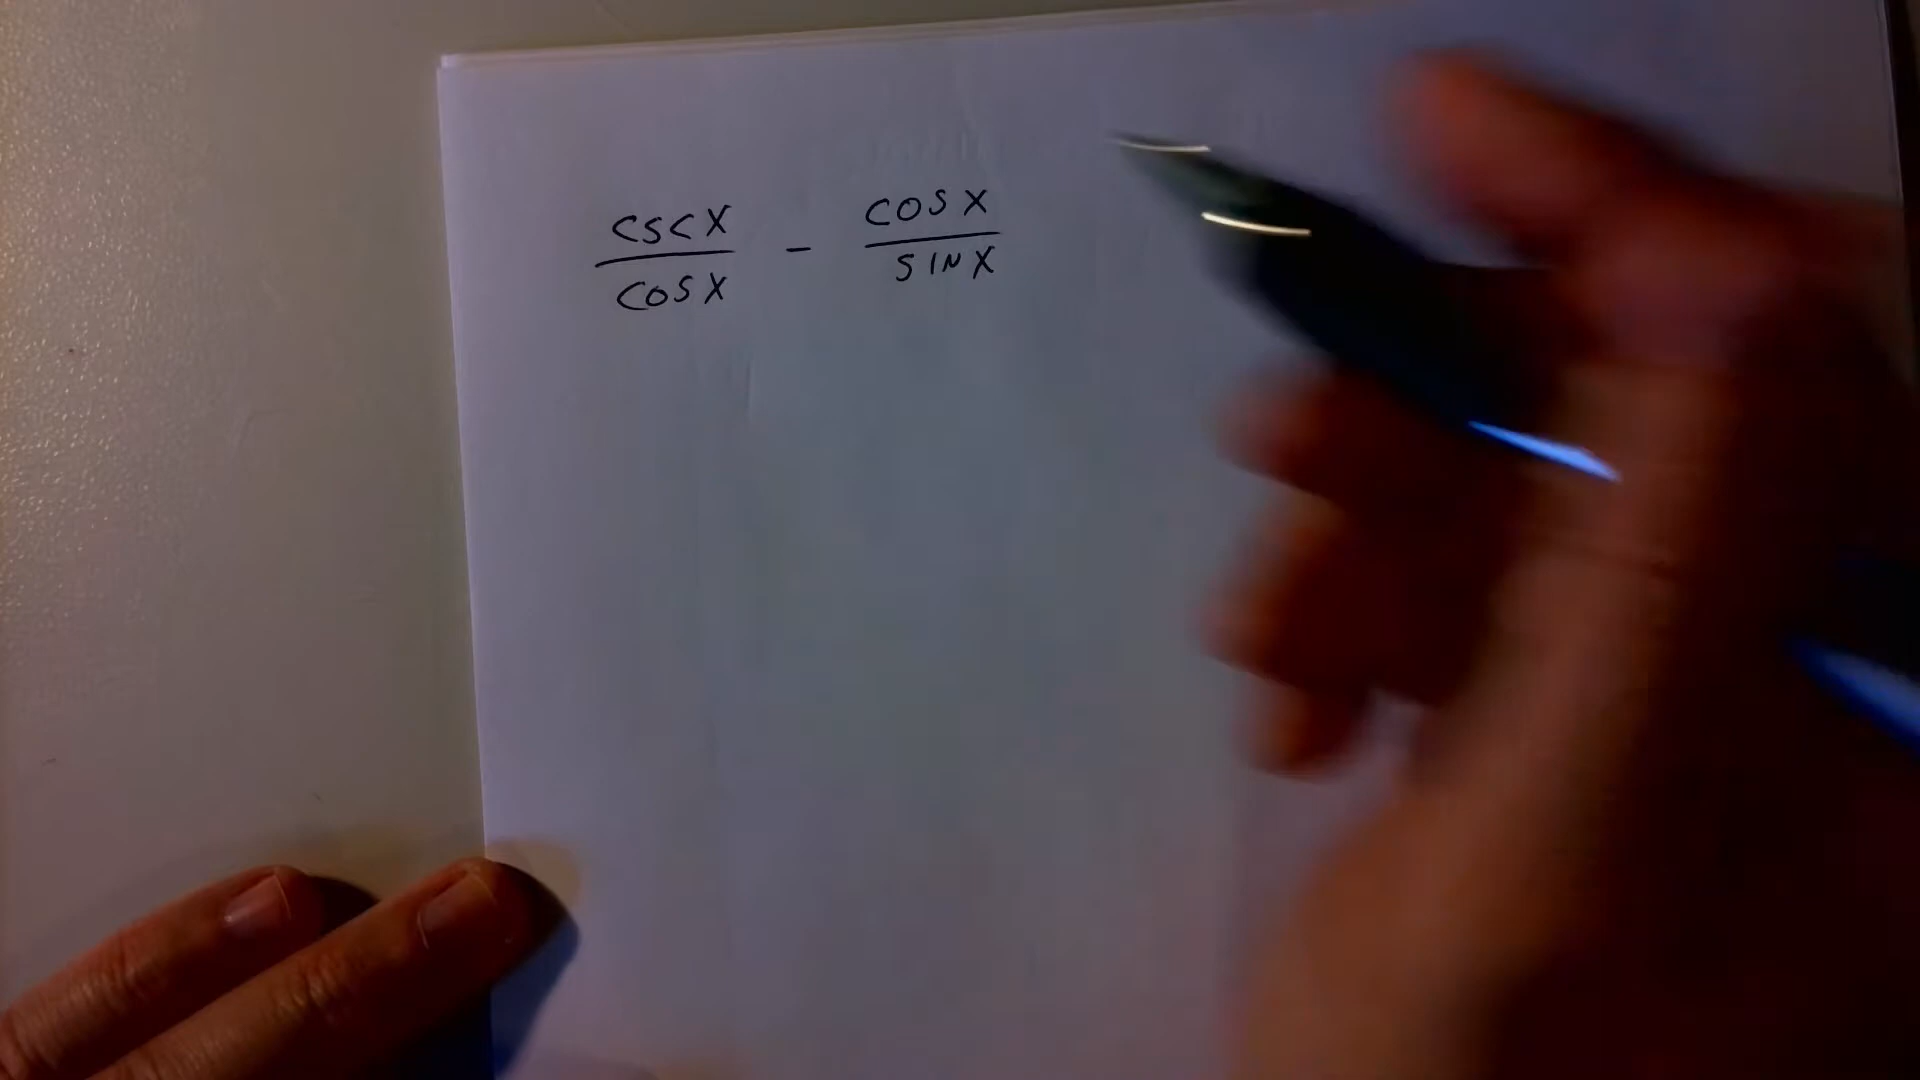 CSCX / COSX - COSX / SINX